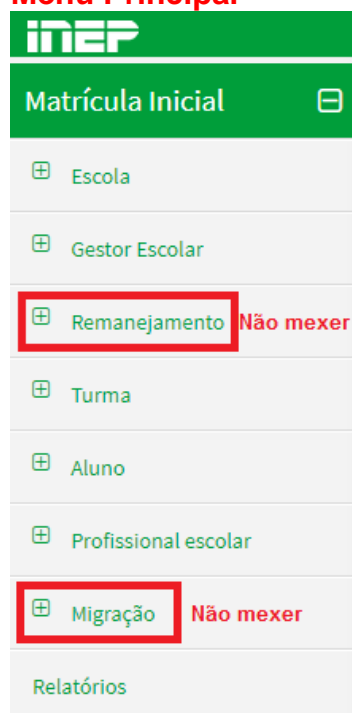 Menu Principal
inep
Matrícula Inicial
Escola
Gestor Escolar
Remanejamento Não mexer
Turma
Aluno
Profissional escolar
Migração Não mexer
Relatórios